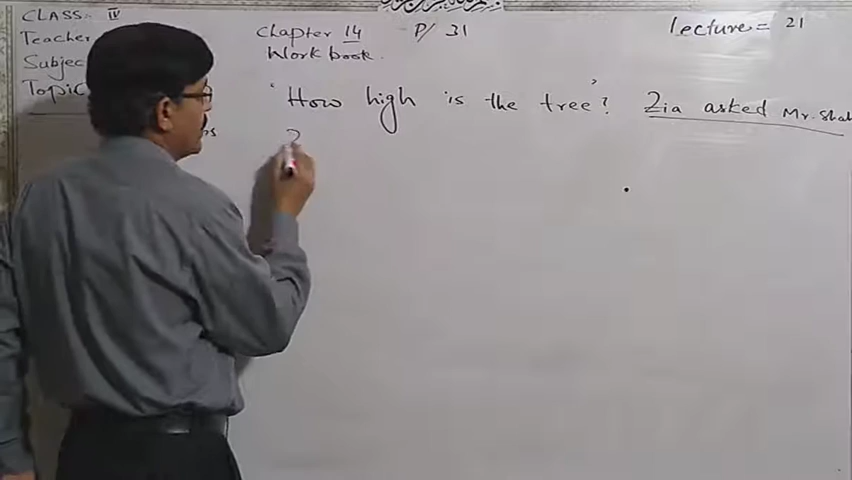 CLASS: IV
Teacher
Subjec
Topic
Chapter 14 P/ 31
Work book.
Lecture = 21
'How high is the tree'? Zia asked Mr. Shah